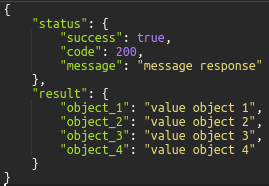 {
    "status": {
        "success": true,
        "code": 200,
        "message": "message response"
    },
    "result": {
        "object_1": "value object 1",
        "object_2": "value object 2",
        "object_3": "value object 3",
        "object_4": "value object 4"
    }
}